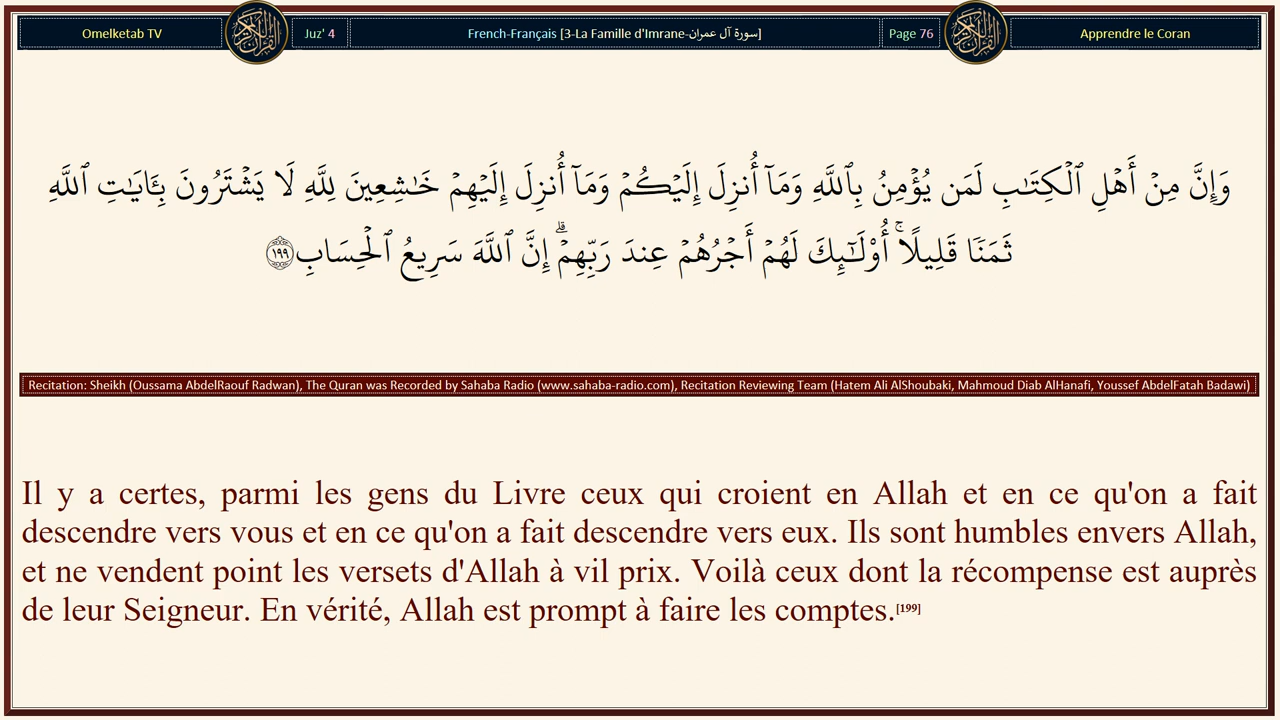 Omelketab TV
Juz' 4
French-Français [3-La Famille d'Imrane-سورة آل عمران]
Page 76
Apprendre le Coran
وَإِنَّ مِنۡ أَهۡلِ ٱلۡكِتَٰبِ لَمَن يُؤۡمِنُ بِٱللَّهِ وَمَآ أُنزِلَ إِلَيۡكُمۡ وَمَآ أُنزِلَ إِلَيۡهِمۡ خَٰشِعِينَ لِلَّهِ لَا يَشۡتَرُونَ بِـَٔايَٰتِ ٱللَّهِ
ثَمَنٗا قَلِيلًاۚ أُوْلَٰٓئِكَ لَهُمۡ أَجۡرُهُمۡ عِندَ رَبِّهِمۡۗ إِنَّ ٱللَّهَ سَرِيعُ ٱلۡحِسَابِ ١٩٩
Recitation: Sheikh (Oussama AbdelRaouf Radwan), The Quran was Recorded by Sahaba Radio (www.sahaba-radio.com), Recitation Reviewing Team (Hatem Ali AlShoubaki, Mahmoud Diab AlHanafi, Youssef AbdelFatah Badawi)
Il y a certes, parmi les gens du Livre ceux qui croient en Allah et en ce qu'on a fait
descendre vers vous et en ce qu'on a fait descendre vers eux. Ils sont humbles envers Allah,
et ne vendent point les versets d'Allah à vil prix. Voilà ceux dont la récompense est auprès
de leur Seigneur. En vérité, Allah est prompt à faire les comptes.[199]